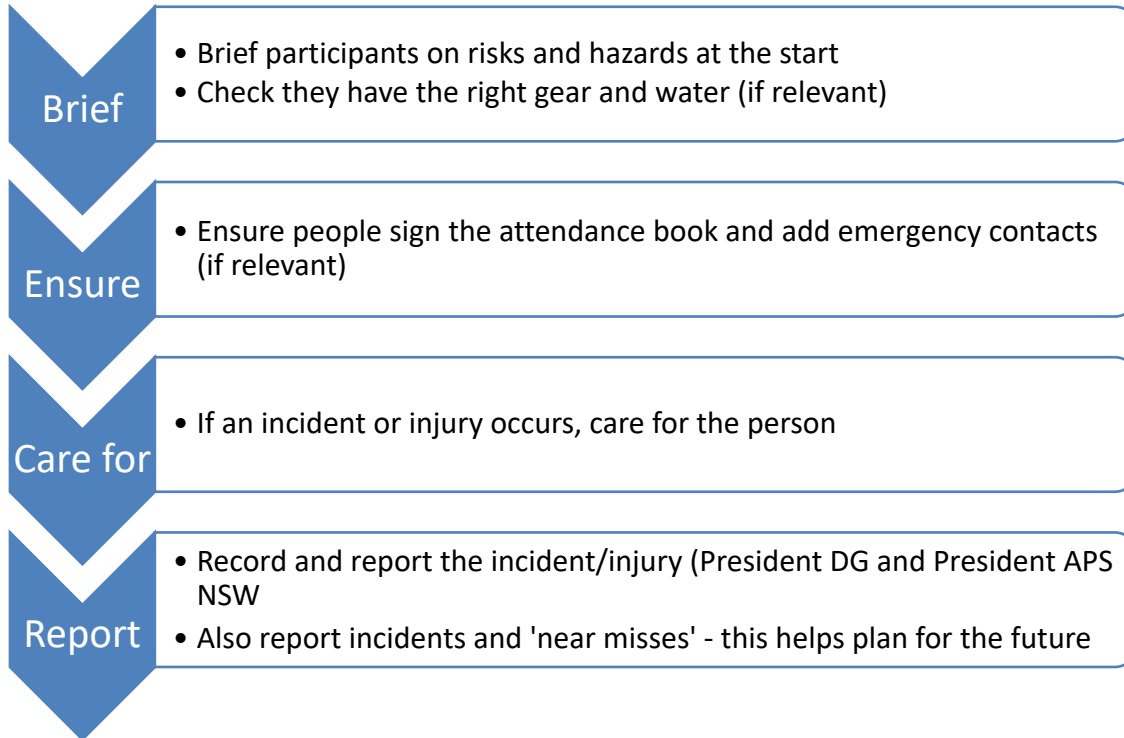 Brief
• Brief participants on risks and hazards at the start
• Check they have the right gear and water (if relevant)
Ensure
• Ensure people sign the attendance book and add emergency contacts
(if relevant)
Care for
• If an incident or injury occurs, care for the person
Report
• Record and report the incident/injury (President DG and President APS
NSW
• Also report incidents and 'near misses' - this helps plan for the future